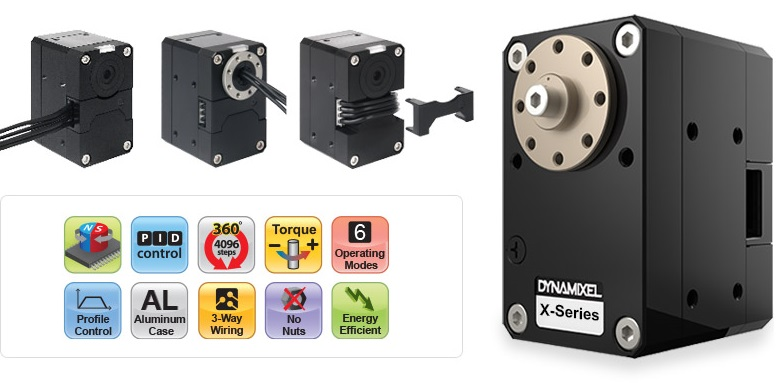 N S
PID
control
360°
4096
steps
Torque
- +
6
Operating
Modes
Profile
Control
AL
Aluminum
Case
3-Way
Wiring
No
Nuts
Energy
Efficient
DYNAMIXEL
X-Series